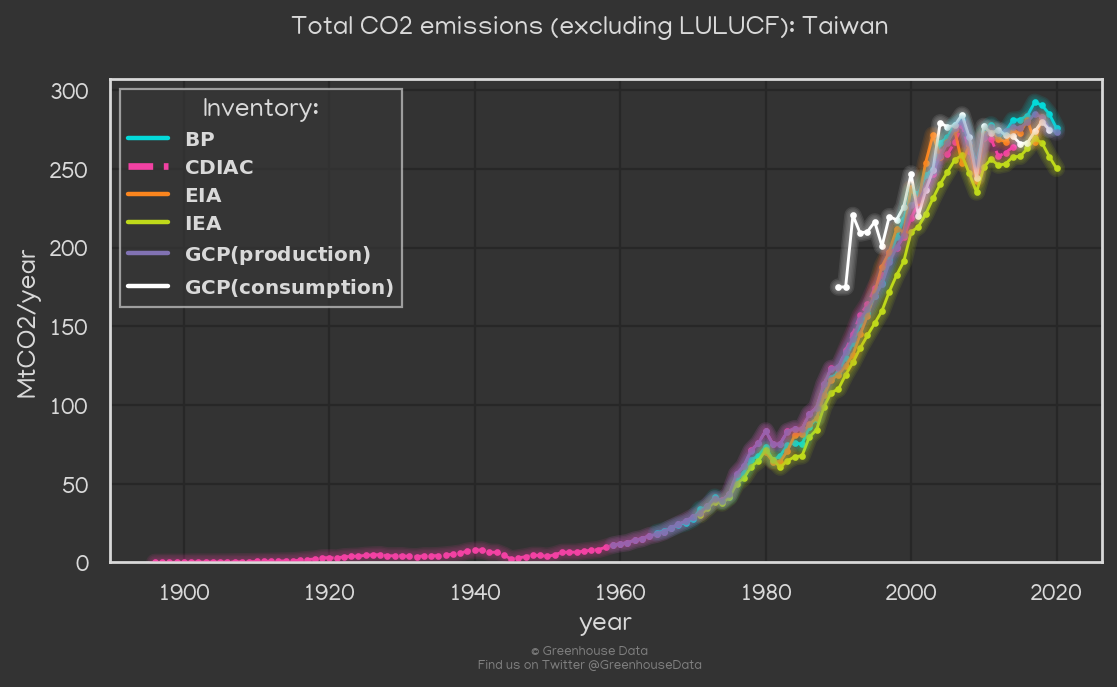 Total CO2 emissions (excluding LULUCF): Taiwan
300
250
200
150
100
50
0
MtCO2/year
Inventory:
BP
CDIAC
EIA
IEA
GCP(production)
GCP(consumption)
1900 1920 1940 1960 1980 2000 2020
year
© Greenhouse Data
Find us on Twitter @GreenhouseData